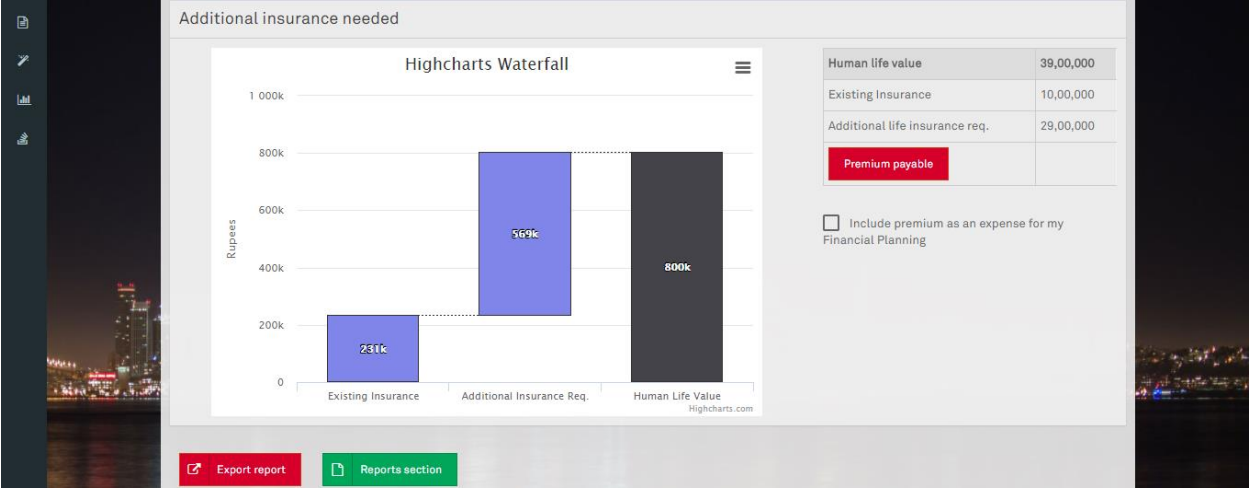 Additional insurance needed
Highcharts Waterfall
1 000k
800k
600k
400k
200k
0
Rupees
231k
569k
800k
Existing Insurance
Additional Insurance Req.
Human Life Value
Highcharts.com
Human life value 39,00,000
Existing Insurance 10,00,000
Additional life insurance req. 29,00,000
Premium payable
Include premium as an expense for my
Financial Planning
Export report
Reports section